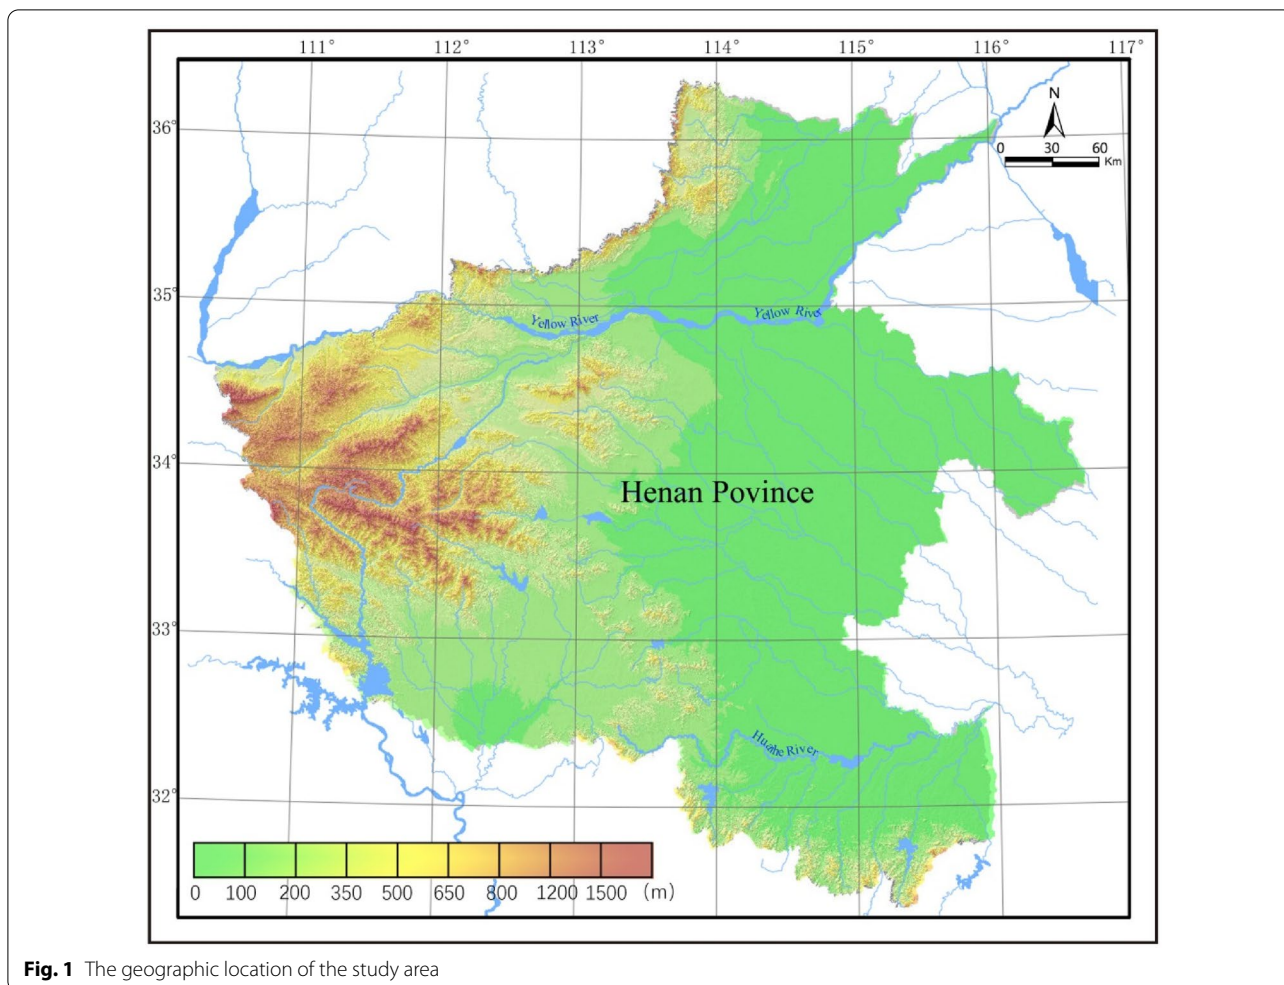 111° 112° 113° 114° 115° 116° 117°
N
36°
0 30 60
Km
35°
Yellow River Yellow River
34°
Henan Povince
33°
Huaihe River
32°
0 100 200 350 500 650 800 1200 1500 (m)
Fig. 1 The geographic location of the study area